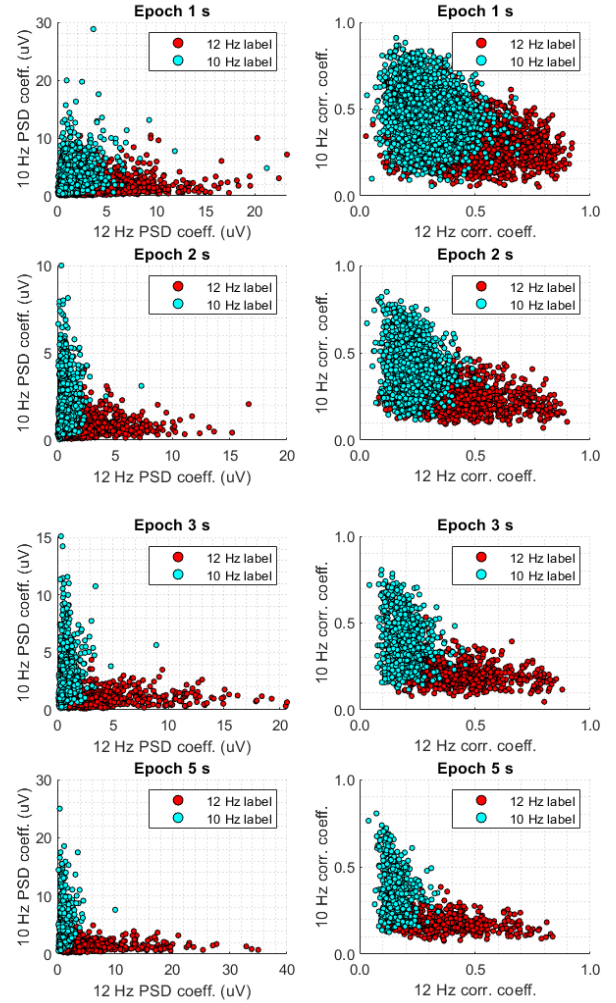 Epoch 1 s
30
20
10
0
0
5
10
15
20
10 Hz PSD coeff. (uV)
12 Hz PSD coeff. (uV)
12 Hz label
10 Hz label
Epoch 1 s
1.0
0.5
0.0
0.0
0.5
1.0
10 Hz corr. coeff.
12 Hz corr. coeff.
12 Hz label
10 Hz label
Epoch 2 s
10
5
0
0
5
10
15
20
10 Hz PSD coeff. (uV)
12 Hz PSD coeff. (uV)
12 Hz label
10 Hz label
Epoch 2 s
1.0
0.5
0.0
0.0
0.5
1.0
10 Hz corr. coeff.
12 Hz corr. coeff.
12 Hz label
10 Hz label
Epoch 3 s
15
10
5
0
0
5
10
15
20
10 Hz PSD coeff. (uV)
12 Hz PSD coeff. (uV)
12 Hz label
10 Hz label
Epoch 3 s
1.0
0.5
0.0
0.0
0.5
1.0
10 Hz corr. coeff.
12 Hz corr. coeff.
12 Hz label
10 Hz label
Epoch 5 s
30
20
10
0
0
10
20
30
40
10 Hz PSD coeff. (uV)
12 Hz PSD coeff. (uV)
12 Hz label
10 Hz label
Epoch 5 s
1.0
0.5
0.0
0.0
0.5
1.0
10 Hz corr. coeff.
12 Hz corr. coeff.
12 Hz label
10 Hz label